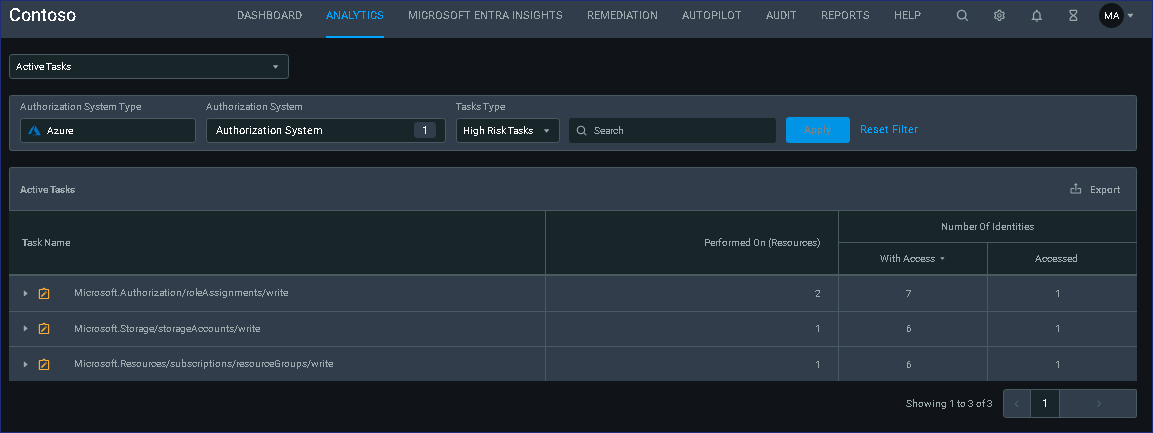 Contoso DASHBOARD ANALYTICS MICROSOFT ENTRA INSIGHTS REMEDIATION AUTOPILOT AUDIT REPORTS HELP MA
Active Tasks
Authorization System Type Authorization System Tasks Type
Azure Authorization System 1 High Risk Tasks Search Apply Reset Filter
Active Tasks Export
Number Of Identities
Task Name Performed On (Resources)
With Access Accessed
Microsoft.Authorization/roleAssignments/write 2 7 1
Microsoft.Storage/storageAccounts/write 1 6 1
Microsoft.Resources/subscriptions/resourceGroups/write 1 6 1
Showing 1 to 3 of 3 1